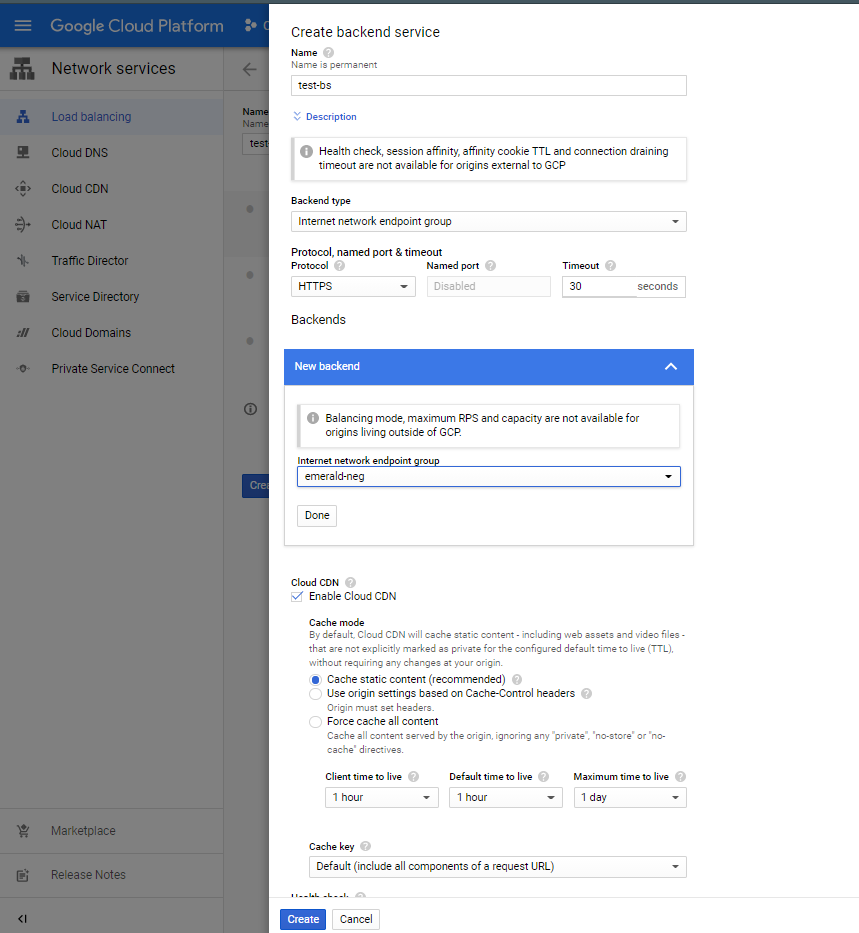 Google Cloud Platform
Network services
Load balancing
Cloud DNS
Cloud CDN
Cloud NAT
Traffic Director
Service Directory
Cloud Domains
Private Service Connect
Marketplace
Release Notes
Name
Name
test
Crea
Create backend service
Name
Name is permanent
test-bs
Description
Health check, session affinity, affinity cookie TTL and connection draining
timeout are not available for origins external to GCP
Backend type
Internet network endpoint group
Protocol, named port & timeout
Protocol Named port Timeout
HTTPS Disabled 30 seconds
Backends
New backend
Balancing mode, maximum RPS and capacity are not available for
origins living outside of GCP.
Internet network endpoint group
emerald-neg
Done
Cloud CDN
Enable Cloud CDN
Cache mode
By default, Cloud CDN will cache static content - including web assets and video files -
that are not explicitly marked as private for the configured default time to live (TTL),
without requiring any changes at your origin.
Cache static content (recommended)
Use origin settings based on Cache-Control headers
Origin must set headers.
Force cache all content
Cache all content served by the origin, ignoring any "private", "no-store" or "no-
cache" directives.
Client time to live Default time to live Maximum time to live
1 hour 1 hour 1 day
Cache key
Default (include all components of a request URL)
Health check
Create Cancel